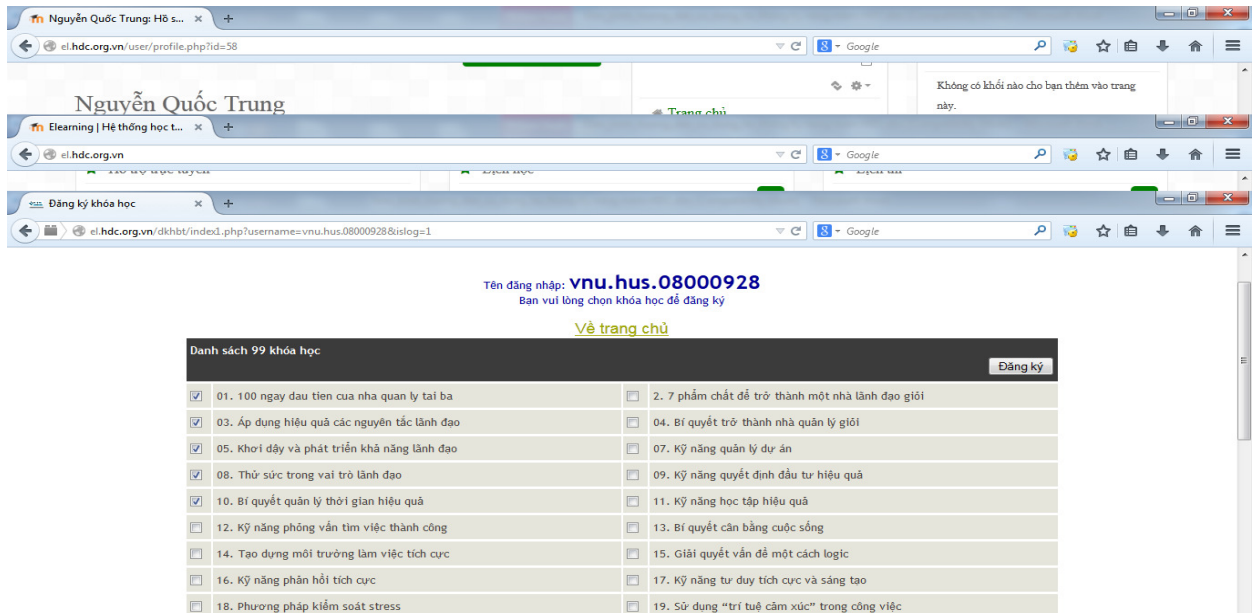 Nguyễn Quốc Trung: Hồ s...
el.hdc.org.vn/user/profile.php?id=58
Google
Nguyễn Quốc Trung
Trang chủ
Không có khối nào cho bạn thêm vào trang
này.
Elearning | Hệ thống học t...
el.hdc.org.vn
Google
Hỗ trợ trực tuyến
Lịch học
Đăng ký khóa học
el.hdc.org.vn/dkhbt/index1.php?username=vnu.hus.08000928&islog=1
Google
Tên đăng nhập: vnu.hus.08000928
Bạn vui lòng chọn khóa học để đăng ký
Về trang chủ
Danh sách 99 khóa học
Đăng ký
01. 100 ngay dau tien cua nha quan ly tai ba
2. 7 phẩm chất để trở thành một nhà lãnh đạo giỏi
03. Áp dụng hiệu quả các nguyên tắc lãnh đạo
04. Bí quyết trở thành nhà quản lý giỏi
05. Khơi dậy và phát triển khả năng lãnh đạo
07. Kỹ năng quản lý dự án
08. Thử sức trong vai trò lãnh đạo
09. Kỹ năng quyết định đầu tư hiệu quả
10. Bí quyết quản lý thời gian hiệu quả
11. Kỹ năng học tập hiệu quả
12. Kỹ năng phỏng vấn tìm việc thành công
13. Bí quyết cân bằng cuộc sống
14. Tạo dựng môi trường làm việc tích cực
15. Giải quyết vấn đề một cách logic
16. Kỹ năng phản hồi tích cực
17. Kỹ năng tư duy tích cực và sáng tạo
18. Phương pháp kiểm soát stress
19. Sử dụng “trí tuệ cảm xúc” trong công việc